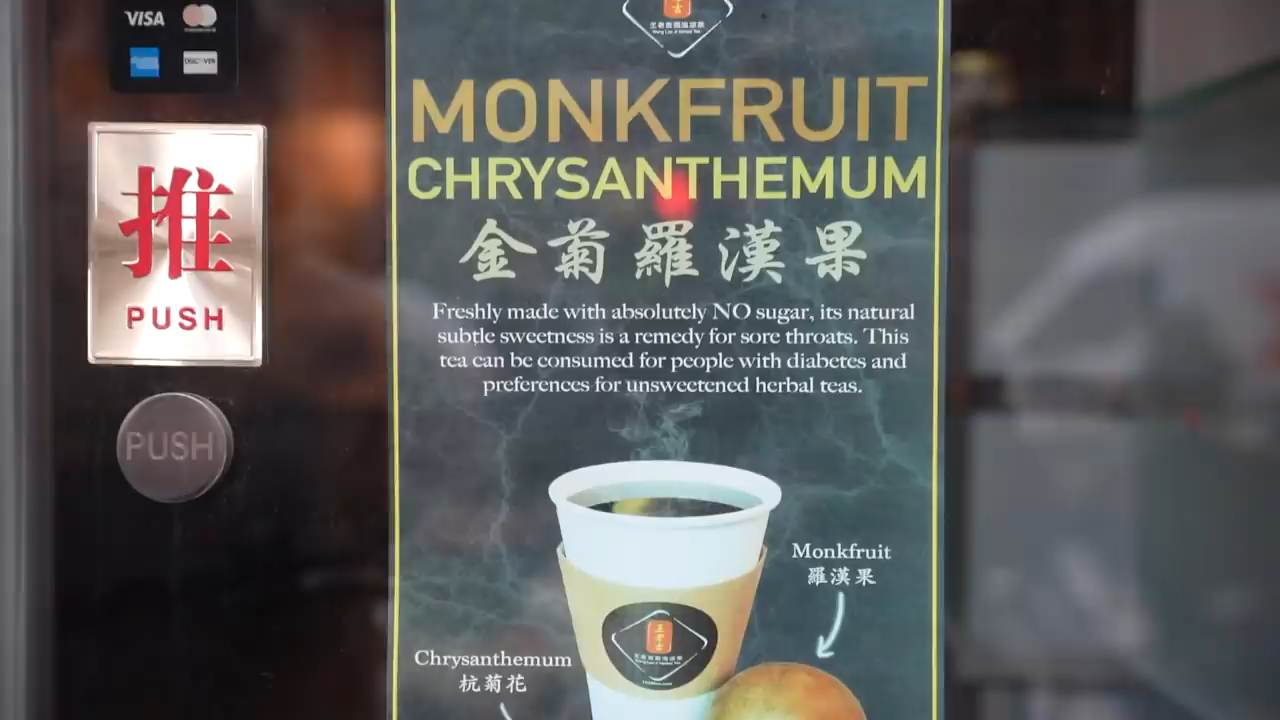 VISA
DISCOVER
推
PUSH
PUSH
MONKFRUIT
CHRYSANTHEMUM
金菊羅漢果
Freshly made with absolutely NO sugar, its natural
subtle sweetness is a remedy for sore throats. This
tea can be consumed for people with diabetes and
preferences for unsweetened herbal teas.
Monkfruit
羅漢果
Chrysanthemum
杭菊花